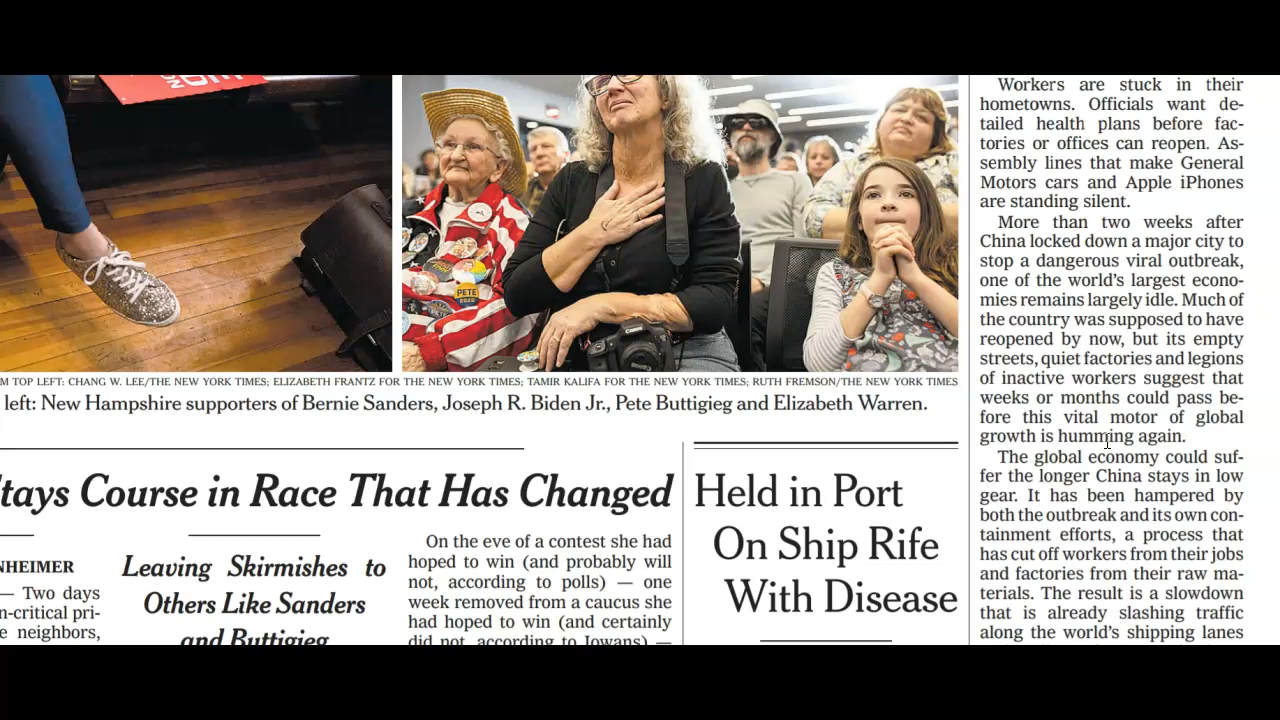 PETE
2020
M TOP LEFT: CHANG W. LEE/THE NEW YORK TIMES; ELIZABETH FRANTZ FOR THE NEW YORK TIMES; TAMIR KALIFA FOR THE NEW YORK TIMES; RUTH FREMSON/THE NEW YORK TIMES
left: New Hampshire supporters of Bernie Sanders, Joseph R. Biden Jr., Pete Buttigieg and Elizabeth Warren.
tays Course in Race That Has Changed
NHEIMER
— Two days
n-critical pri-
e neighbors,
Leaving Skirmishes to
Others Like Sanders
and Buttigieg
On the eve of a contest she had
hoped to win (and probably will
not, according to polls) — one
week removed from a caucus she
had hoped to win (and certainly
did not, according to Iowans) —
Held in Port
On Ship Rife
With Disease
Workers are stuck in their
hometowns. Officials want de-
tailed health plans before fac-
tories or offices can reopen. As-
sembly lines that make General
Motors cars and Apple iPhones
are standing silent.
More than two weeks after
China locked down a major city to
stop a dangerous viral outbreak,
one of the world's largest econo-
mies remains largely idle. Much of
the country was supposed to have
reopened by now, but its empty
streets, quiet factories and legions
of inactive workers suggest that
weeks or months could pass be-
fore this vital motor of global
growth is humming again.
The global economy could suf-
fer the longer China stays in low
gear. It has been hampered by
both the outbreak and its own con-
tainment efforts, a process that
has cut off workers from their jobs
and factories from their raw ma-
terials. The result is a slowdown
that is already slashing traffic
along the world's shipping lanes